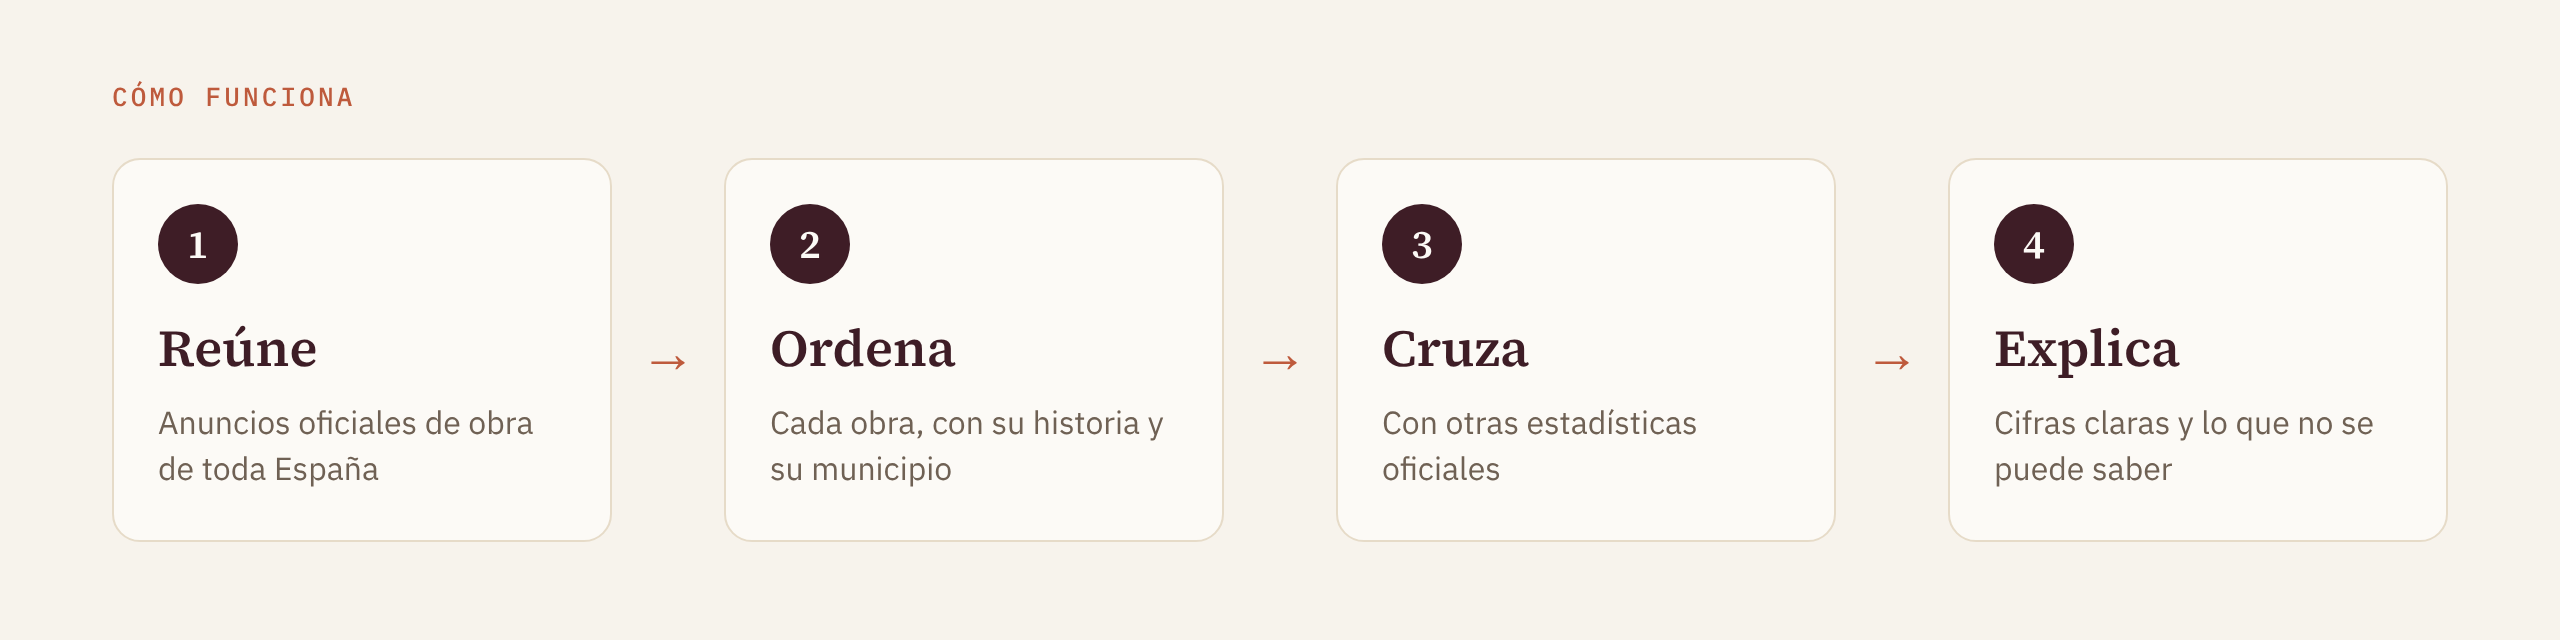 CÓMO FUNCIONA
1
Reúne
Anuncios oficiales de obra
de toda España
→
2
Ordena
Cada obra, con su historia y
su municipio
→
3
Cruza
Con otras estadísticas
oficiales
→
4
Explica
Cifras claras y lo que no se
puede saber